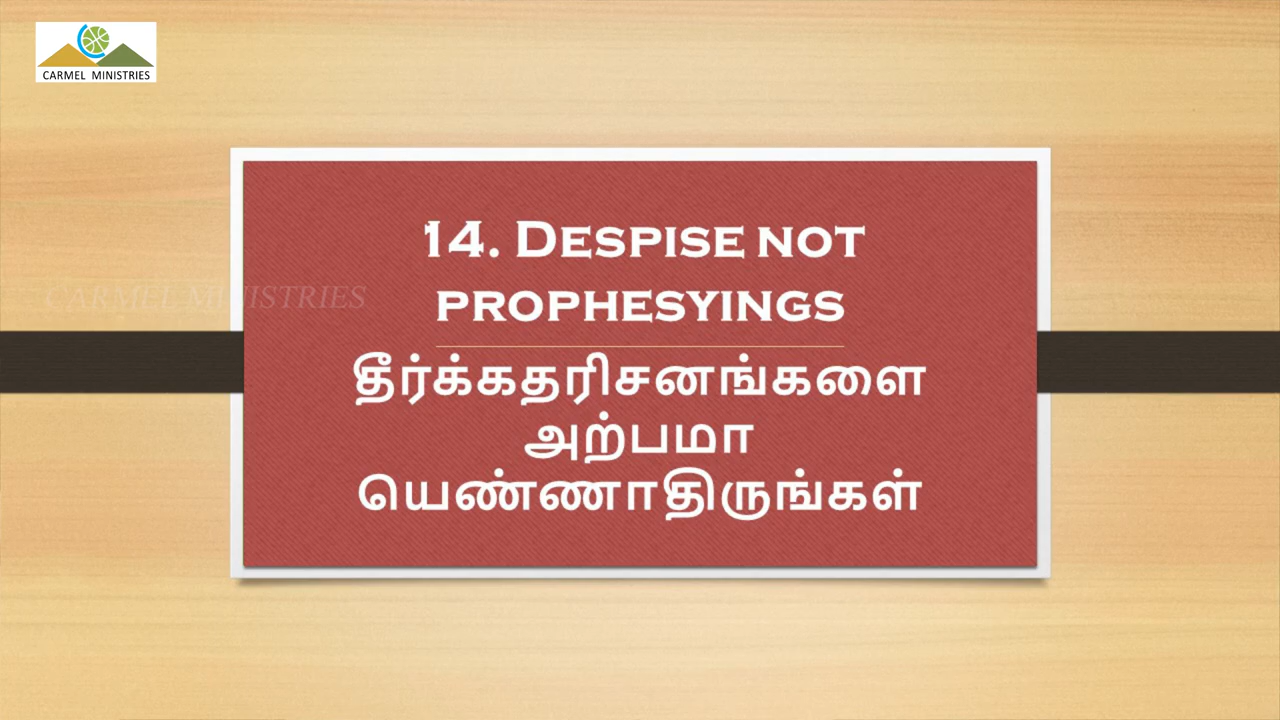 CARMEL MINISTRIES
14. DESPISE NOT
PROPHESYINGS
CARMEL MINISTRIES
தீர்க்கதரிசனங்களை
அற்பமா
யெண்ணாதிருங்கள்